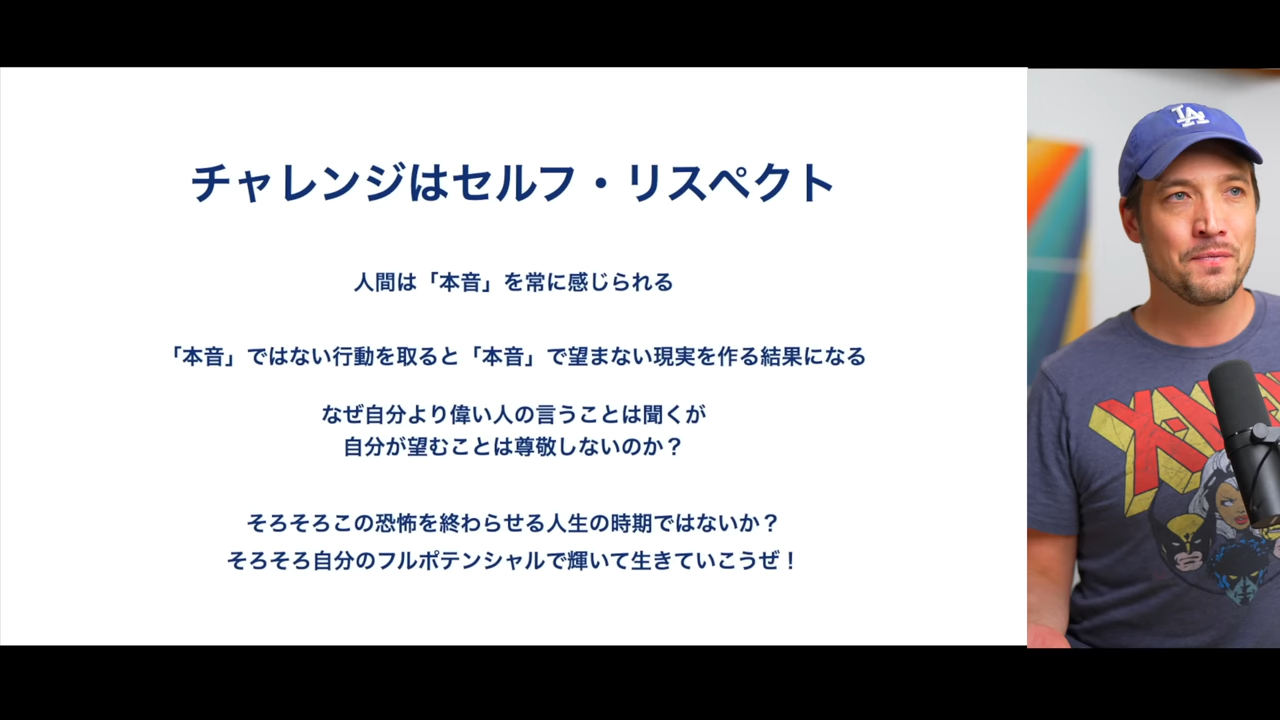 チャレンジはセルフ・リスペクト
人間は「本音」を常に感じられる
「本音」ではない行動を取ると「本音」で望まない現実を作る結果になる
なぜ自分より偉い人の言うことは聞くが
自分が望むことは尊敬しないのか？
そろそろこの恐怖を終わらせる人生の時期ではないか？
そろそろ自分のフルポテンシャルで輝いて生きていこうぜ！
LA
X-MEN